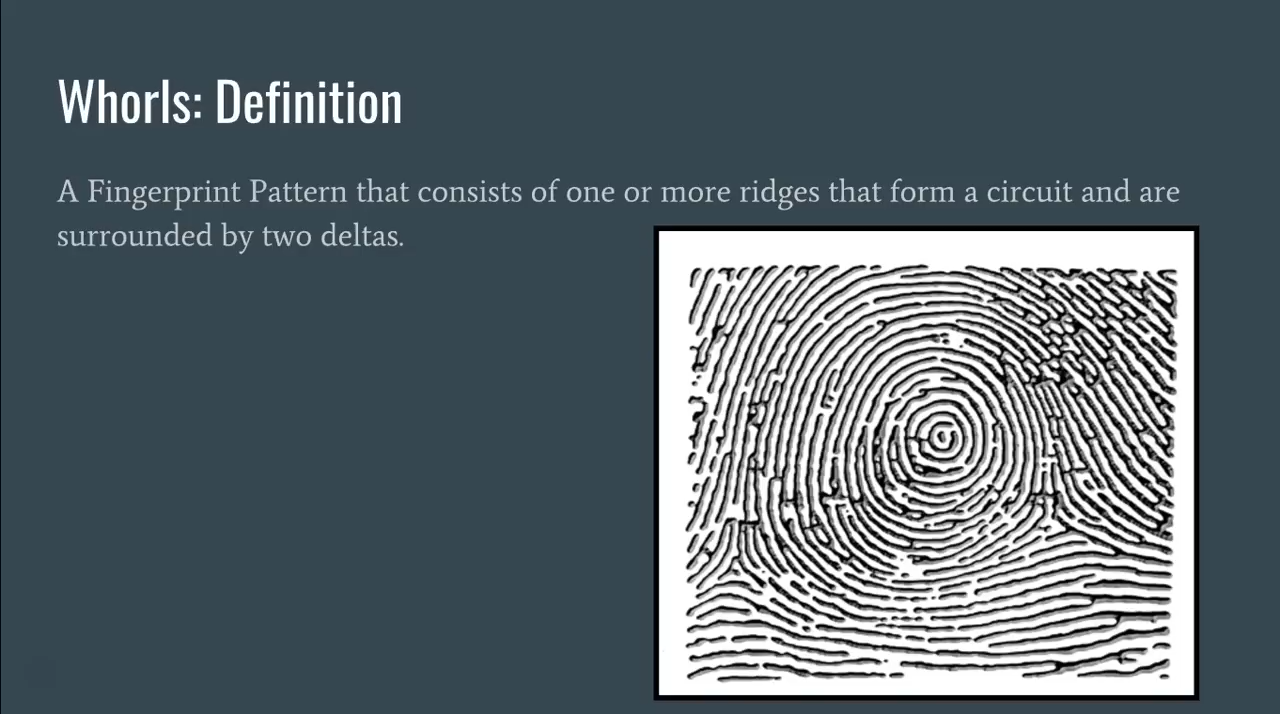 Whorls: Definition
A Fingerprint Pattern that consists of one or more ridges that form a circuit and are
surrounded by two deltas.